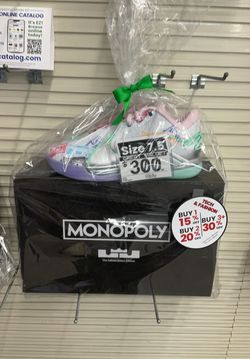 ONLINE CATALOG
It's EZ!
Browse
online
today!
catalog.com
Size 7.5
$300
MONOPOLY
TECH
& FASHION
BUY 1
15%
BUY 2
20%
BUY 3+
30%